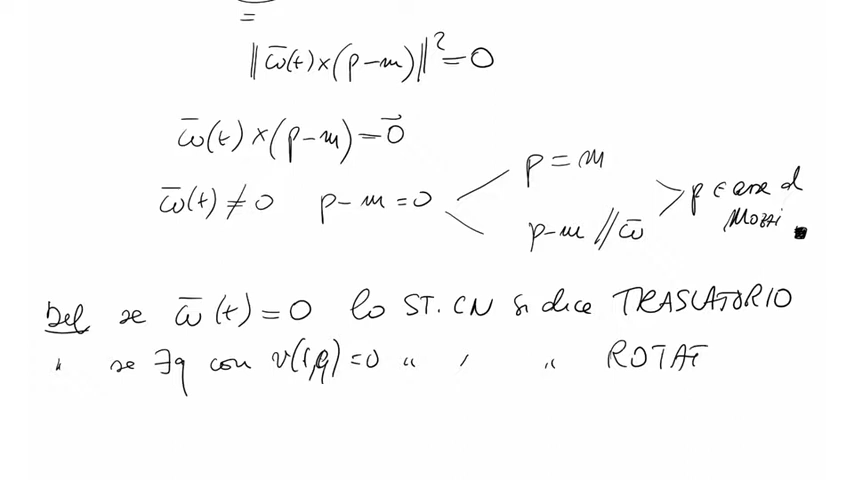 =
‖ω̄(t)×(p-m)‖²=0
ω̄(t)×(p-m)=0⃗
ω̄(t)≠0 p-m=0 < p=m
p-m // ω̄ > p ∈ asse di Mozzi
Def se ω̄(t)=0 lo ST. CN si dice TRASLATORIO
" se ∃q con v(t,q)=0 " " " ROTAT